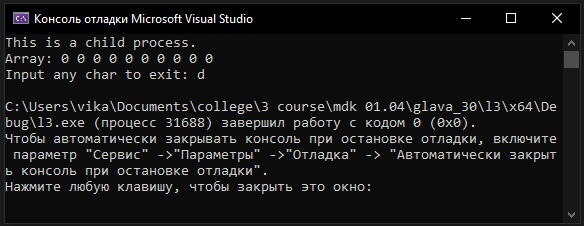 Консоль отладки Microsoft Visual Studio
This is a child process.
Array: 0 0 0 0 0 0 0 0 0 0
Input any char to exit: d
C:\Users\vika\Documents\college\3 course\mdk 01.04\glava_30\l3\x64\De
bug\l3.exe (процесс 31688) завершил работу с кодом 0 (0x0).
Чтобы автоматически закрывать консоль при остановке отладки, включите
 параметр "Сервис" ->"Параметры" ->"Отладка" -> "Автоматически закрыт
ь консоль при остановке отладки".
Нажмите любую клавишу, чтобы закрыть это окно: